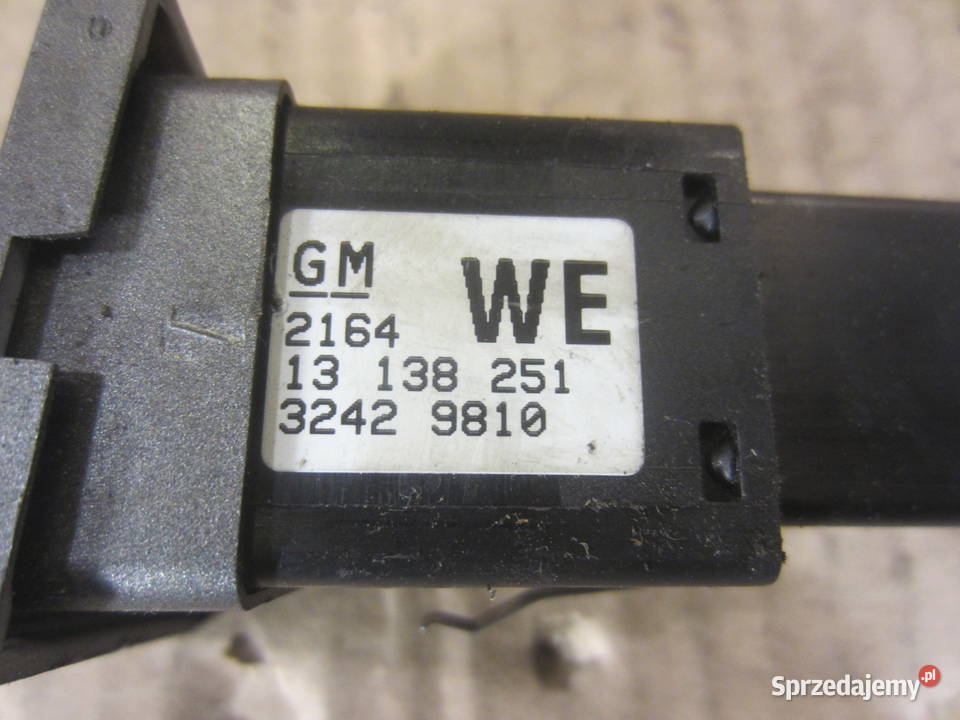 GM WE
2164
13 138 251
3242 9810
Sprzedajemy.pl